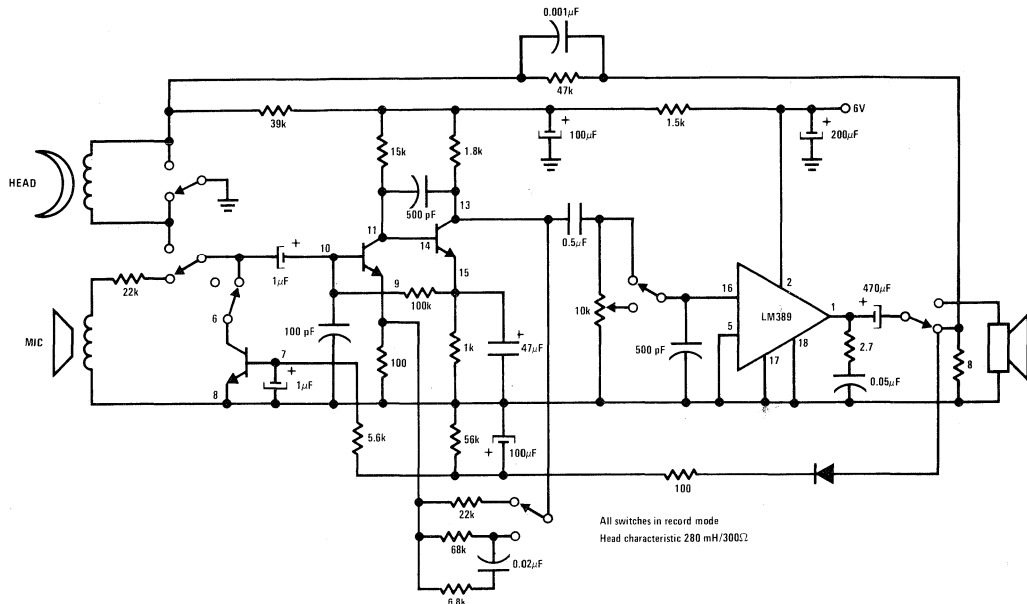 0.001µF
47k
39k
1.5k
6V
+
100µF
+
200µF
15k
1.8k
HEAD
500 pF
13
11
14
0.5µF
10
+
1µF
15
22k
9
100k
16
2
470µF
+
1
LM389
10k
5
6
MIC
100 pF
100
1k
+
47µF
500 pF
17
18
2.7
8
7
+
1µF
0.05µF
8
5.6k
56k
+
100µF
100
22k
All switches in record mode
68k
Head characteristic 280 mH/300Ω
0.02µF
6.8k